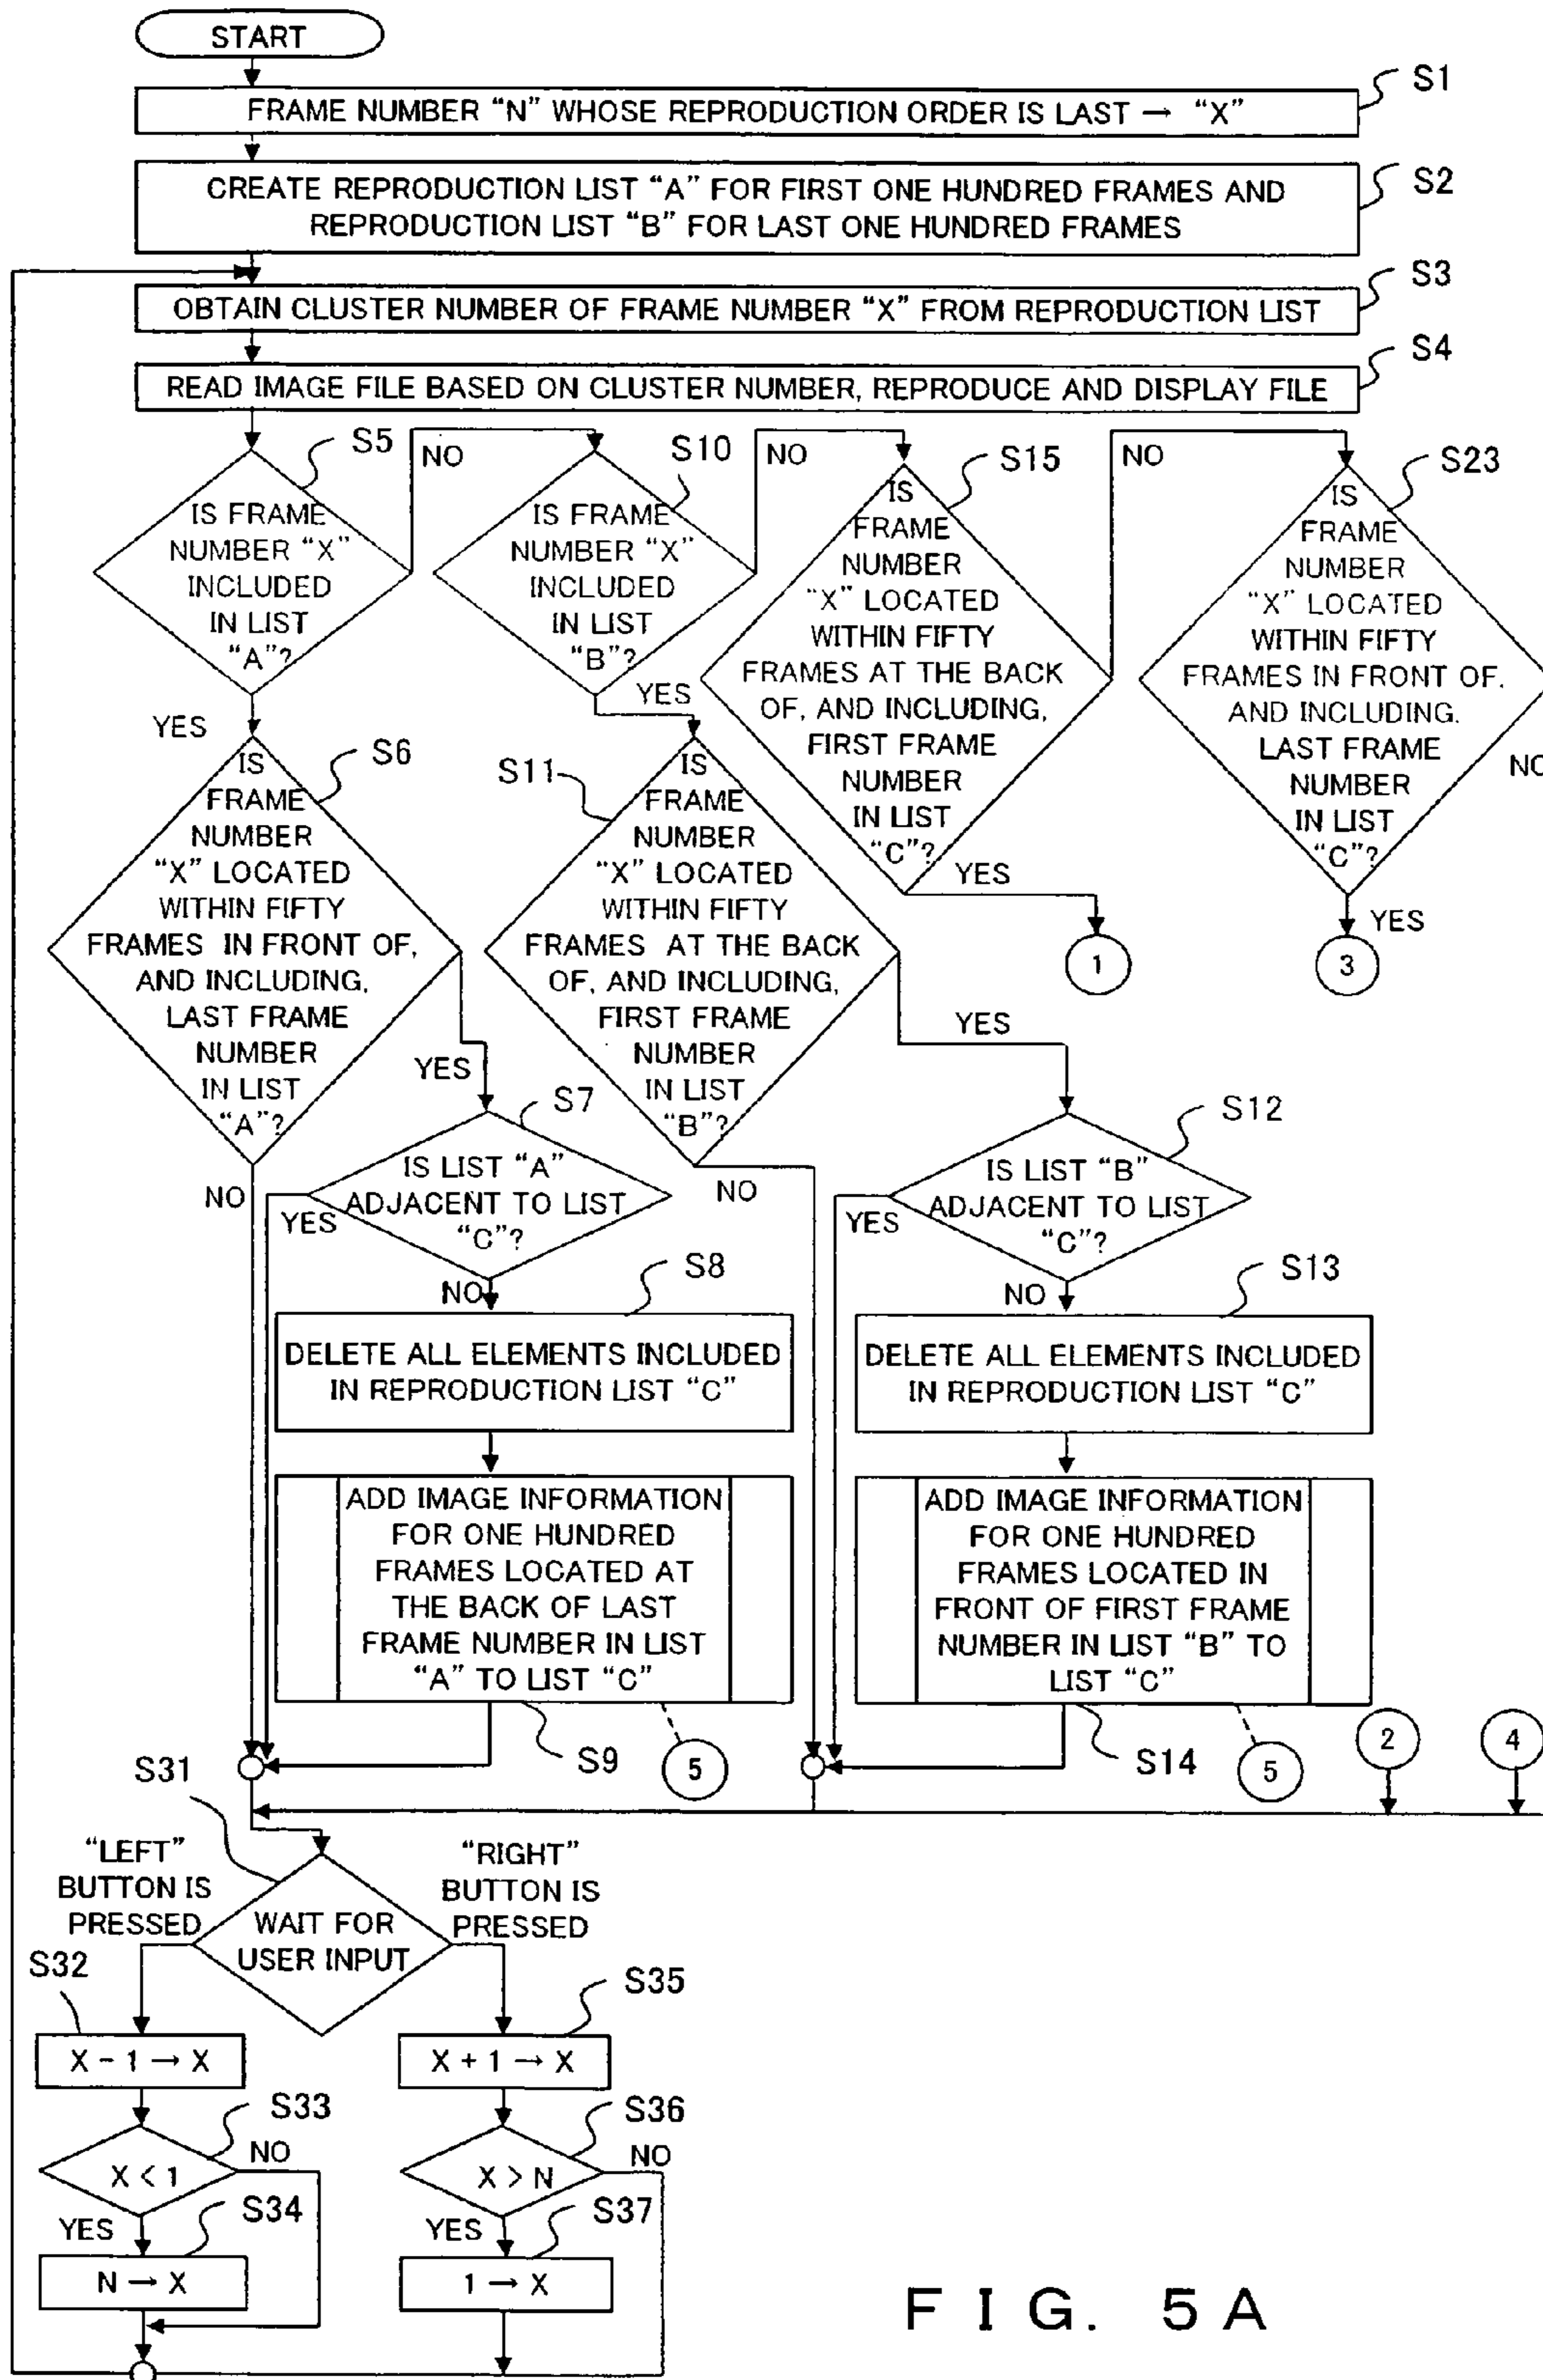 START
S1
FRAME NUMBER “N” WHOSE REPRODUCTION ORDER IS LAST → “X”
S2
CREATE REPRODUCTION LIST “A” FOR FIRST ONE HUNDRED FRAMES AND
REPRODUCTION LIST “B” FOR LAST ONE HUNDRED FRAMES
S3
OBTAIN CLUSTER NUMBER OF FRAME NUMBER “X” FROM REPRODUCTION LIST
S4
READ IMAGE FILE BASED ON CLUSTER NUMBER, REPRODUCE AND DISPLAY FILE
S5
IS FRAME
NUMBER “X”
INCLUDED
IN LIST
“A”?
NO
YES
S10
IS FRAME
NUMBER “X”
INCLUDED
IN LIST
“B”?
NO
YES
S15
IS
FRAME
NUMBER
“X” LOCATED
WITHIN FIFTY
FRAMES AT THE BACK
OF, AND INCLUDING,
FIRST FRAME
NUMBER
IN LIST
“C”?
NO
YES
1
S23
IS
FRAME
NUMBER
“X” LOCATED
WITHIN FIFTY
FRAMES IN FRONT OF.
AND INCLUDING.
LAST FRAME
NUMBER
IN LIST
“C”?
NO
YES
3
S6
IS
FRAME
NUMBER
“X” LOCATED
WITHIN FIFTY
FRAMES IN FRONT OF,
AND INCLUDING,
LAST FRAME
NUMBER
IN LIST
“A”?
YES
NO
S11
IS
FRAME
NUMBER
“X” LOCATED
WITHIN FIFTY
FRAMES AT THE BACK
OF, AND INCLUDING,
FIRST FRAME
NUMBER
IN LIST
“B”?
YES
NO
S7
IS LIST “A”
ADJACENT TO LIST
“C”?
YES
NO
S12
IS LIST “B”
ADJACENT TO LIST
“C”?
YES
NO
S8
DELETE ALL ELEMENTS INCLUDED
IN REPRODUCTION LIST “C”
S13
DELETE ALL ELEMENTS INCLUDED
IN REPRODUCTION LIST “C”
ADD IMAGE INFORMATION
FOR ONE HUNDRED
FRAMES LOCATED AT
THE BACK OF LAST
FRAME NUMBER IN LIST
“A” TO LIST “C”
S9
5
ADD IMAGE INFORMATION
FOR ONE HUNDRED
FRAMES LOCATED IN
FRONT OF FIRST FRAME
NUMBER IN LIST “B” TO
LIST “C”
S14
5
2
4
S31
“LEFT”
BUTTON IS
PRESSED
WAIT FOR
USER INPUT
“RIGHT”
BUTTON IS
PRESSED
S32
X - 1 → X
S35
X + 1 → X
S33
X < 1
NO
YES
S36
X > N
NO
YES
S34
N → X
S37
1 → X
FIG. 5A